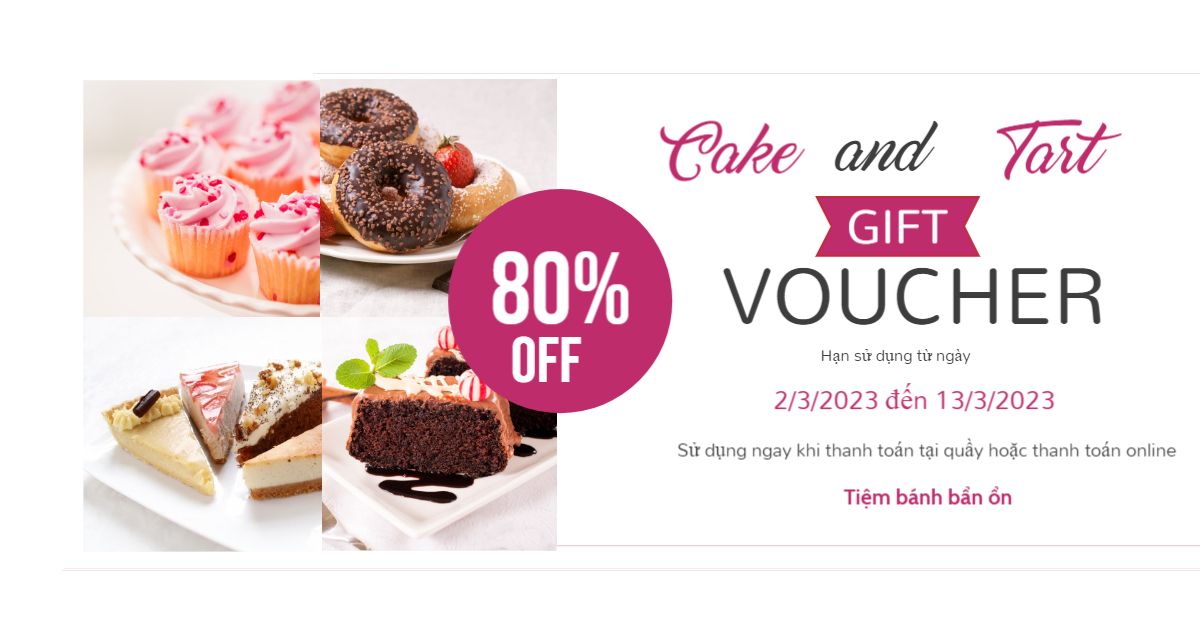 Cake and Tart
GIFT
VOUCHER
80%
OFF
Hạn sử dụng từ ngày
2/3/2023 đến 13/3/2023
Sử dụng ngay khi thanh toán tại quầy hoặc thanh toán online
Tiệm bánh bẩn ổn